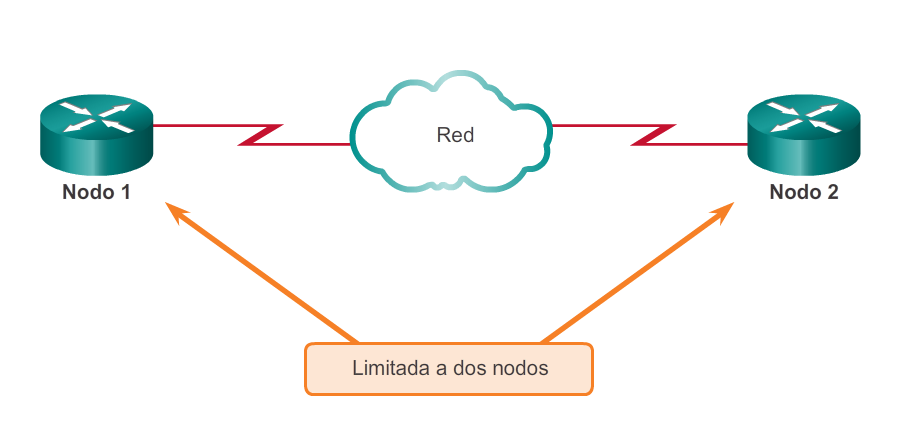 Red
Nodo 1
Nodo 2
Limitada a dos nodos